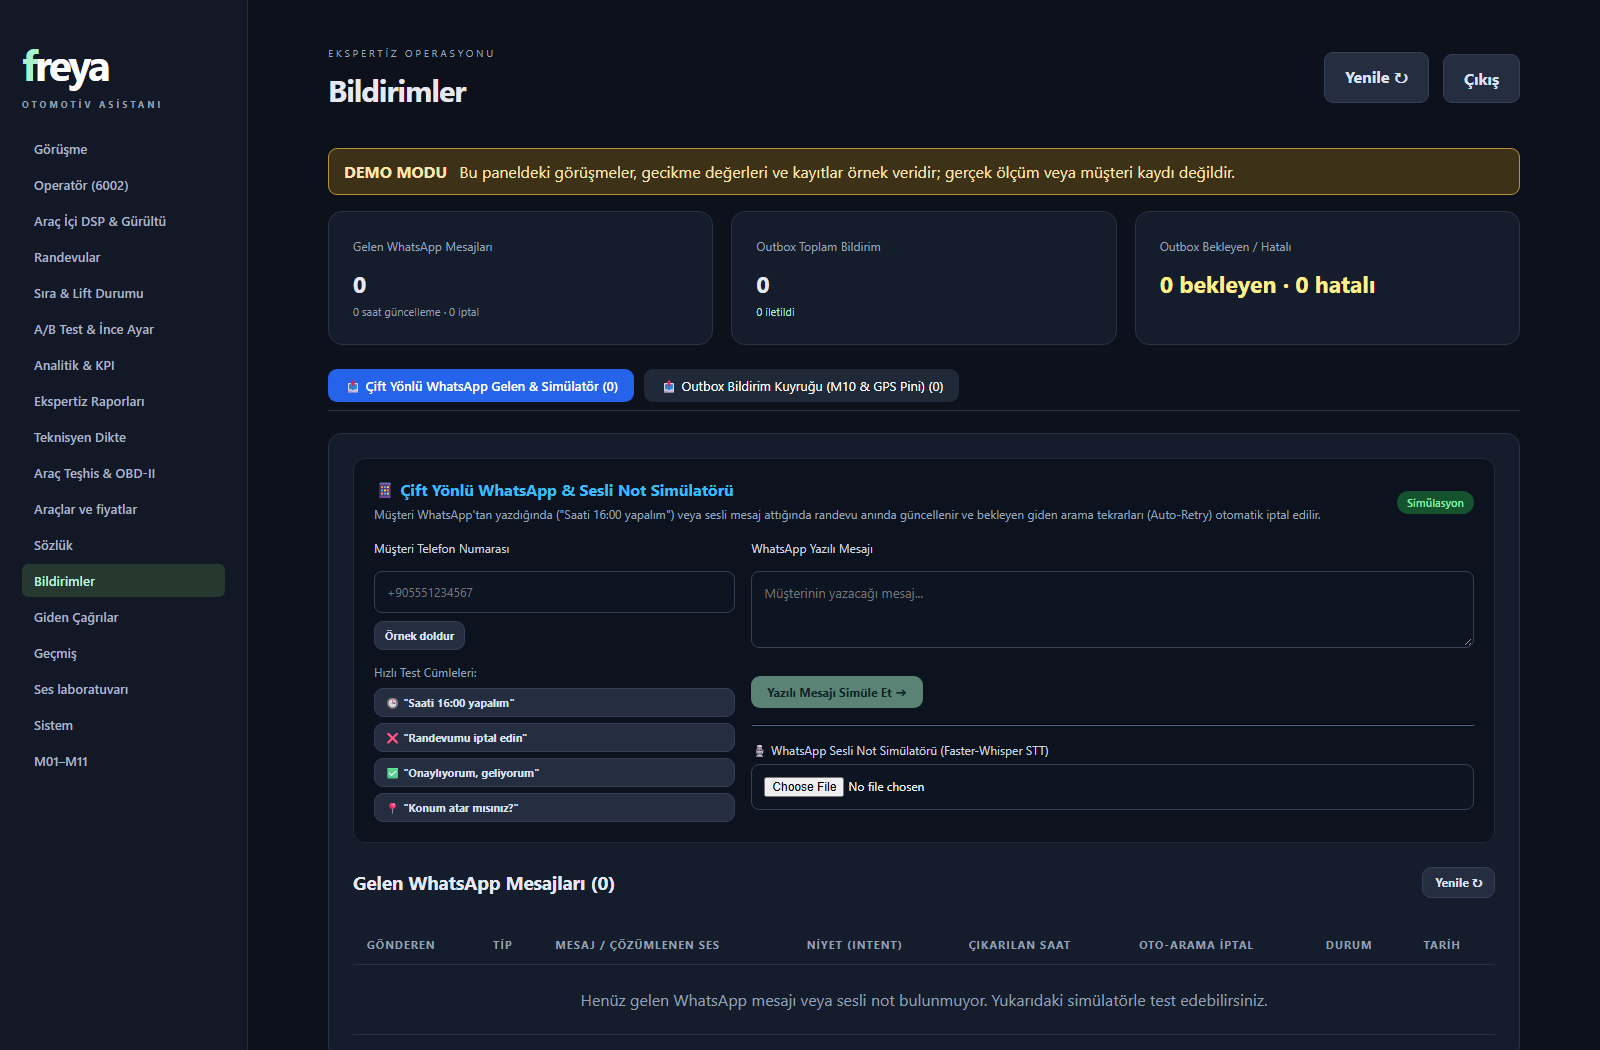 freya
OTOMOTİV ASİSTANI
Görüşme
Operatör (6002)
Araç İçi DSP & Gürültü
Randevular
Sıra & Lift Durumu
A/B Test & İnce Ayar
Analitik & KPI
Ekspertiz Raporları
Teknisyen Dikte
Araç Teşhis & OBD-II
Araçlar ve fiyatlar
Sözlük
Bildirimler
Giden Çağrılar
Geçmiş
Ses laboratuvarı
Sistem
M01–M11
EKSPERTİZ OPERASYONU
Bildirimler
Yenile ↻
Çıkış
DEMO MODU Bu paneldeki görüşmeler, gecikme değerleri ve kayıtlar örnek veridir; gerçek ölçüm veya müşteri kaydı değildir.
Gelen WhatsApp Mesajları
0
0 saat güncelleme · 0 iptal
Outbox Toplam Bildirim
0
0 iletildi
Outbox Bekleyen / Hatalı
0 bekleyen · 0 hatalı
Çift Yönlü WhatsApp Gelen & Simülatör (0)
Outbox Bildirim Kuyruğu (M10 & GPS Pini) (0)
Çift Yönlü WhatsApp & Sesli Not Simülatörü
Müşteri WhatsApp'tan yazdığında ("Saati 16:00 yapalım") veya sesli mesaj attığında randevu anında güncellenir ve bekleyen giden arama tekrarları (Auto-Retry) otomatik iptal edilir.
Simülasyon
Müşteri Telefon Numarası
+905551234567
Örnek doldur
Hızlı Test Cümleleri:
"Saati 16:00 yapalım"
"Randevumu iptal edin"
"Onaylıyorum, geliyorum"
"Konum atar mısınız?"
WhatsApp Yazılı Mesajı
Müşterinin yazacağı mesaj...
Yazılı Mesajı Simüle Et →
WhatsApp Sesli Not Simülatörü (Faster-Whisper STT)
Choose File No file chosen
Gelen WhatsApp Mesajları (0)
Yenile ↻
GÖNDEREN TİP MESAJ / ÇÖZÜMLENEN SES NİYET (INTENT) ÇIKARILAN SAAT OTO-ARAMA İPTAL DURUM TARİH
Henüz gelen WhatsApp mesajı veya sesli not bulunmuyor. Yukarıdaki simülatörle test edebilirsiniz.